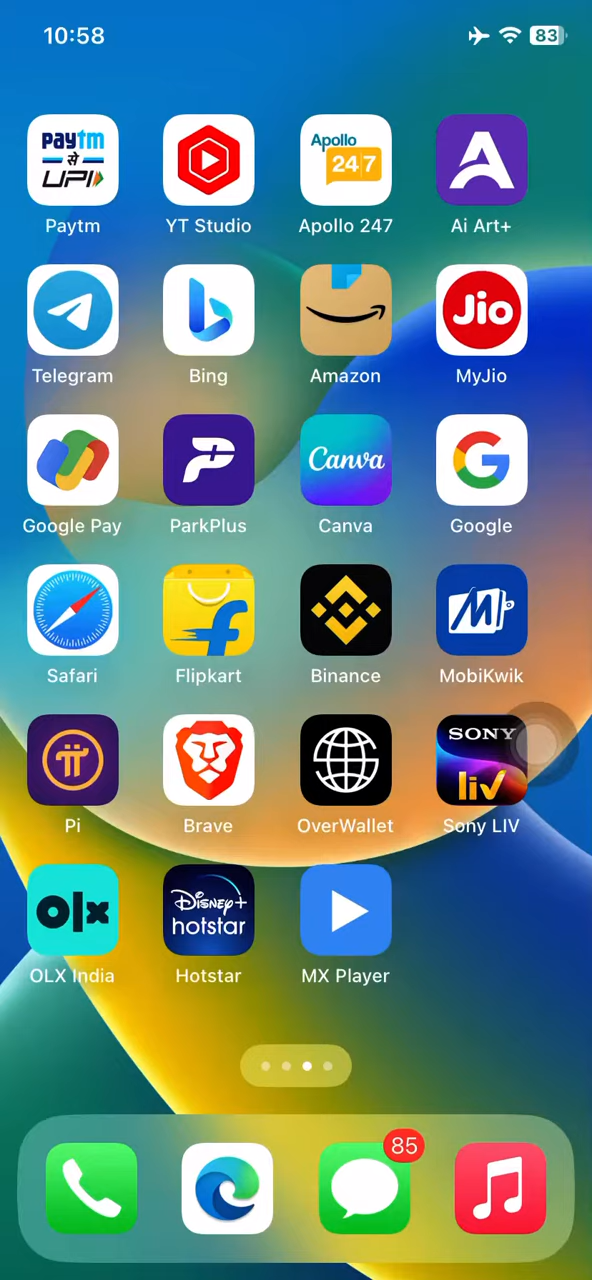 10:58
83
Paytm
से
UPI
Paytm
YT Studio
Apollo
24|7
Apollo 247
Ai Art+
Telegram
Bing
Amazon
Jio
MyJio
Google Pay
ParkPlus
Canva
Canva
Google
Safari
Flipkart
Binance
MobiKwik
Pi
Brave
OverWallet
SONY
liv
Sony LIV
olx
OLX India
Disney+
hotstar
Hotstar
MX Player
85